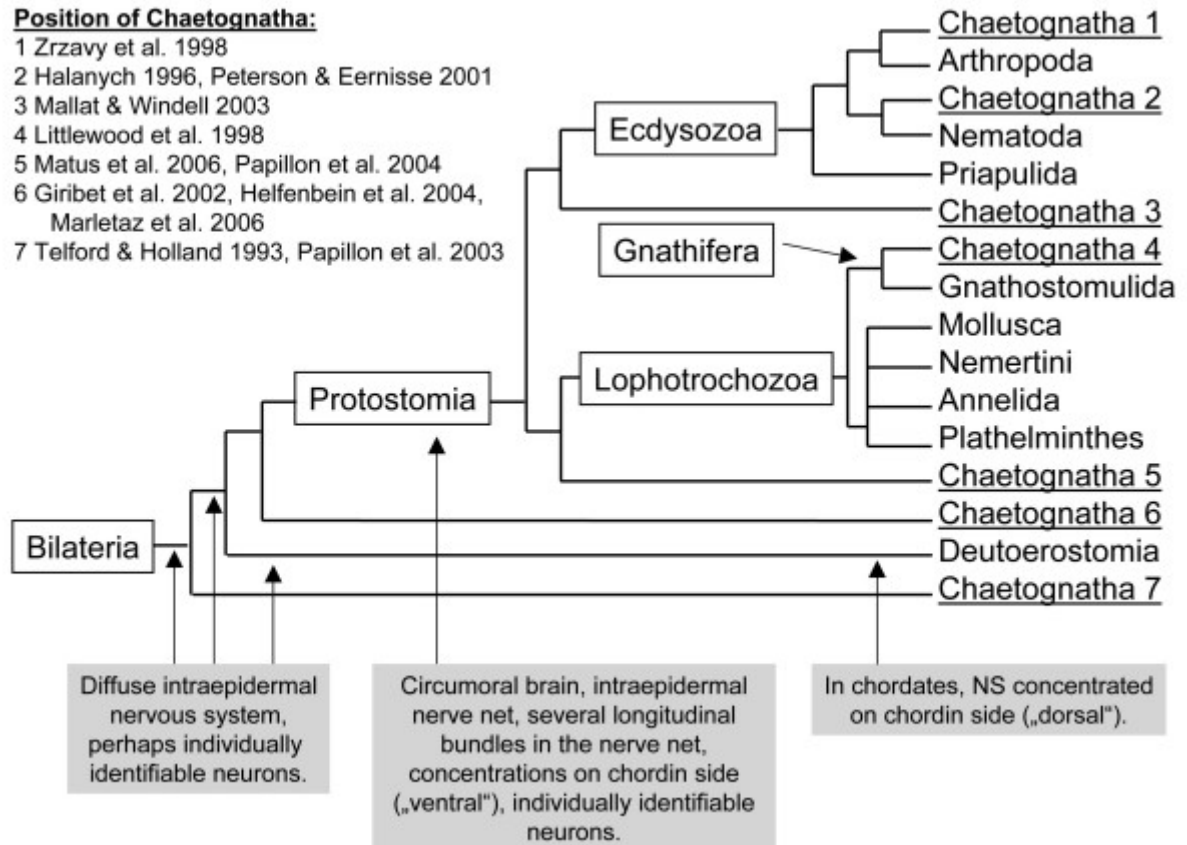 Position of Chaetognatha:
1 Zrzavy et al. 1998
2 Halanych 1996, Peterson & Eernisse 2001
3 Mallat & Windell 2003
4 Littlewood et al. 1998
5 Matus et al. 2006, Papillon et al. 2004
6 Giribet et al. 2002, Helfenbein et al. 2004,
Marletaz et al. 2006
7 Telford & Holland 1993, Papillon et al. 2003
Chaetognatha 1
Arthropoda
Chaetognatha 2
Ecdysozoa
Nematoda
Priapulida
Chaetognatha 3
Gnathifera
Chaetognatha 4
Gnathostomulida
Mollusca
Nemertini
Lophotrochozoa
Protostomia
Annelida
Plathelminthes
Chaetognatha 5
Chaetognatha 6
Bilateria
Deutoerostomia
Chaetognatha 7
Diffuse intraepidermal
nervous system,
perhaps individually
identifiable neurons.
Circumoral brain, intraepidermal
nerve net, several longitudinal
bundles in the nerve net,
concentrations on chordin side
(„ventral“), individually identifiable
neurons.
In chordates, NS concentrated
on chordin side („dorsal“).